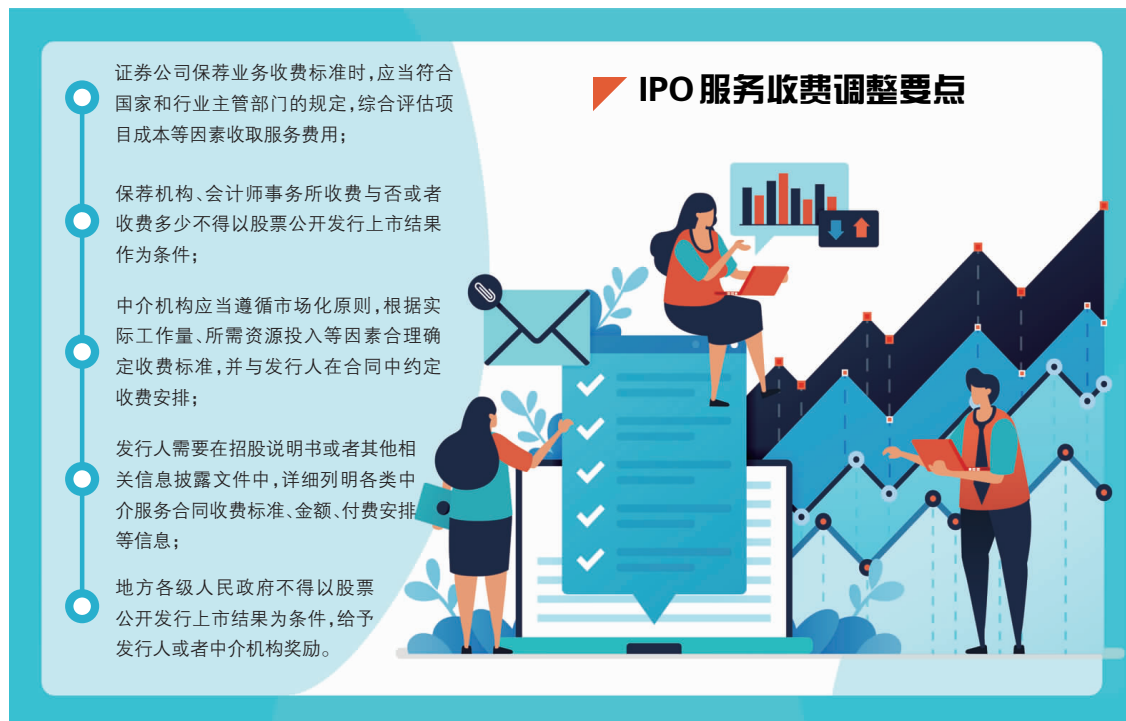 IPO服务收费调整要点
证券公司保荐业务收费标准时,应当符合
国家和行业主管部门的规定,综合评估项
目成本等因素收取服务费用;
保荐机构、会计师事务所收费与否或者
收费多少不得以股票公开发行上市结果
作为条件;
中介机构应当遵循市场化原则,根据实
际工作量、所需资源投入等因素合理确
定收费标准,并与发行人在合同中约定
收费安排;
发行人需要在招股说明书或者其他相
关信息披露文件中,详细列明各类中
介服务合同收费标准、金额、付费安排
等信息;
地方各级人民政府不得以股票
公开发行上市结果为条件,给予
发行人或者中介机构奖励。